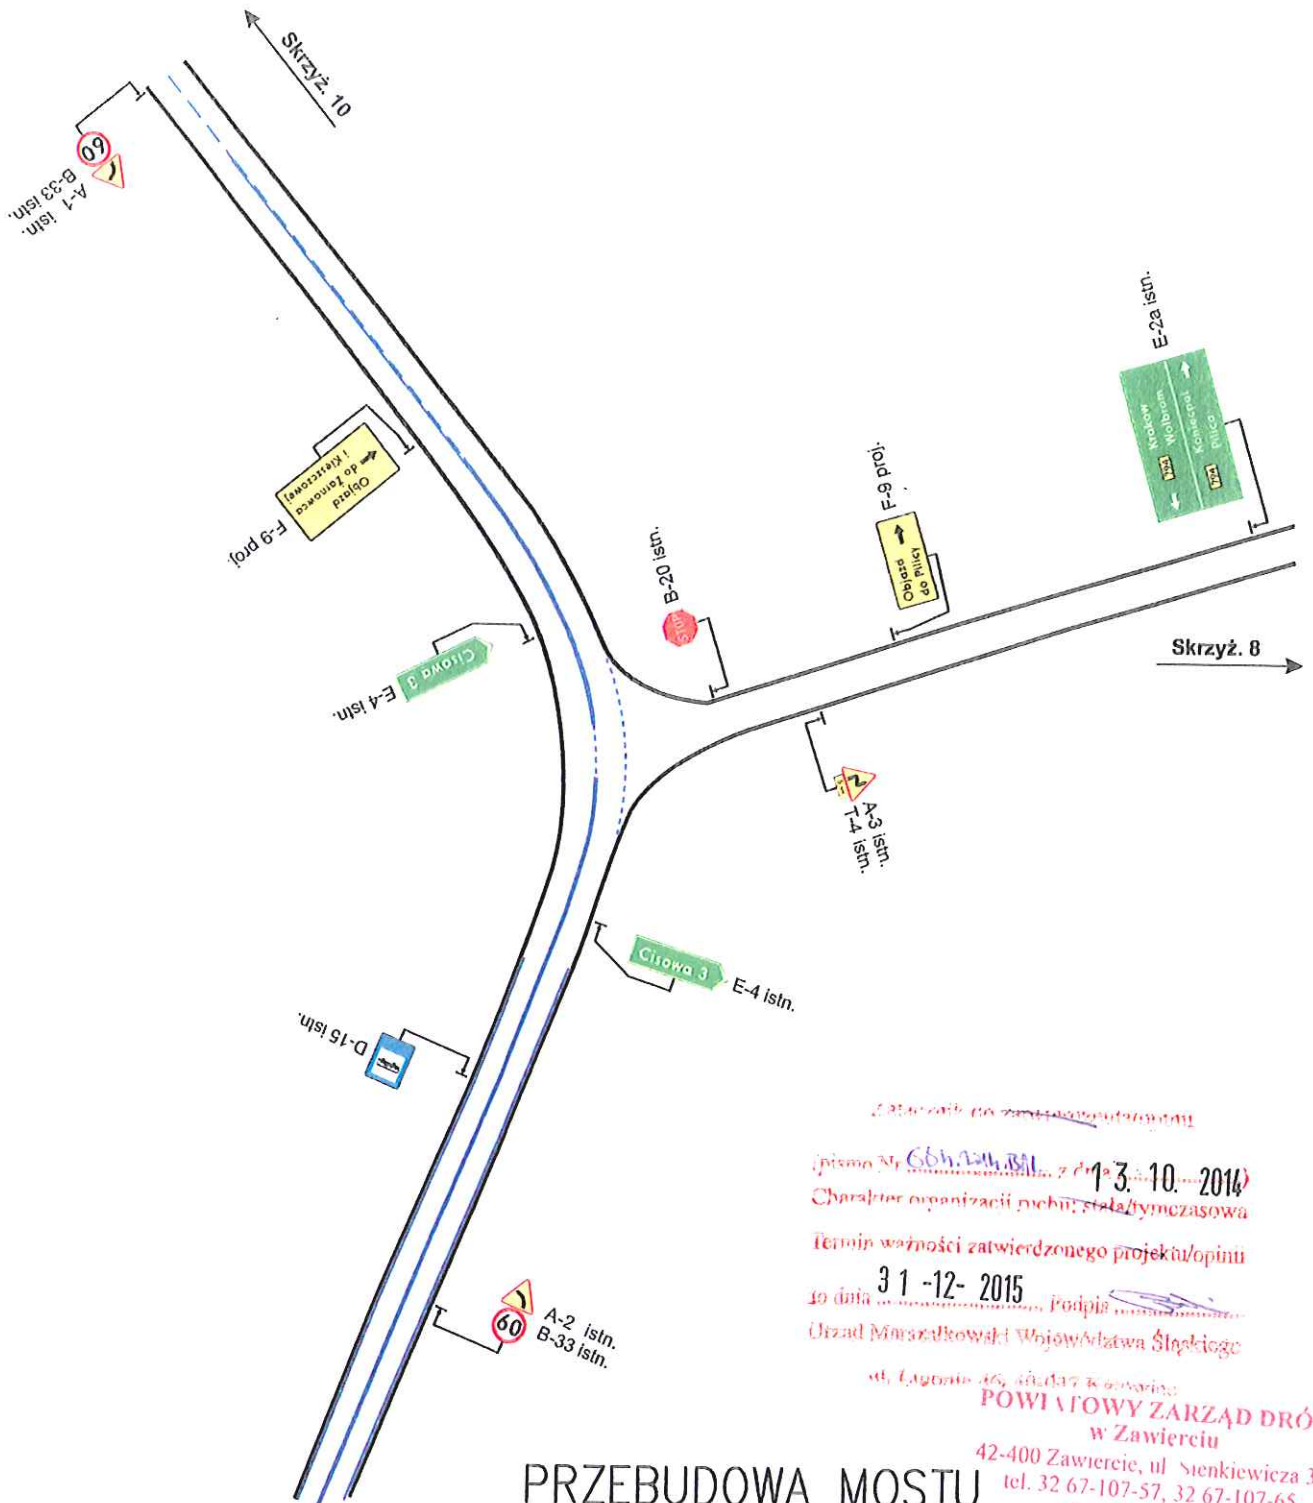 Skrzyż. 10
60
A-1 istn.
B-33 istn.
E-2a istn.
794 Kraków
Wolbrom
Koniecpol
794 Pilica
F-9 proj.
Objazd
do Pilicy
Objazd
do Żarnowca
i Kleszczowej
F-9 proj.
B-20 istn.
STOP
Skrzyż. 8
Cisowa 3
E-4 istn.
A-3 istn.
T-4 istn.
Cisowa 3
E-4 istn.
D-15 istn.
(pismo Nr z dnia 13. 10. 2014)
Charakter organizacji ruchu: stała/tymczasowa
Termin ważności zatwierdzonego projektu/opinii
do dnia 31 -12- 2015 Podpis
Urząd Marszałkowski Województwa Śląskiego
60
A-2 istn.
B-33 istn.
POWIATOWY ZARZĄD DRÓ
w Zawierciu
42-400 Zawiercie, ul Sienkiewicza 3
tel. 32 67-107-57, 32 67-107-65
PRZEBUDOWA MOSTU